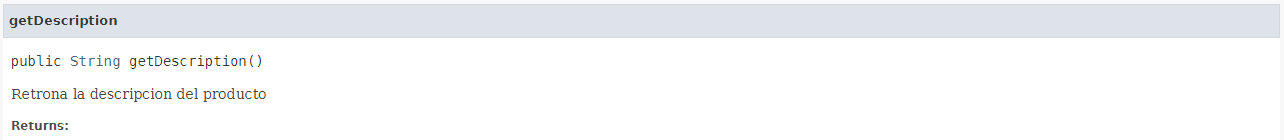 getDescription
public String getDescription()
Retrona la descripcion del producto
Returns: